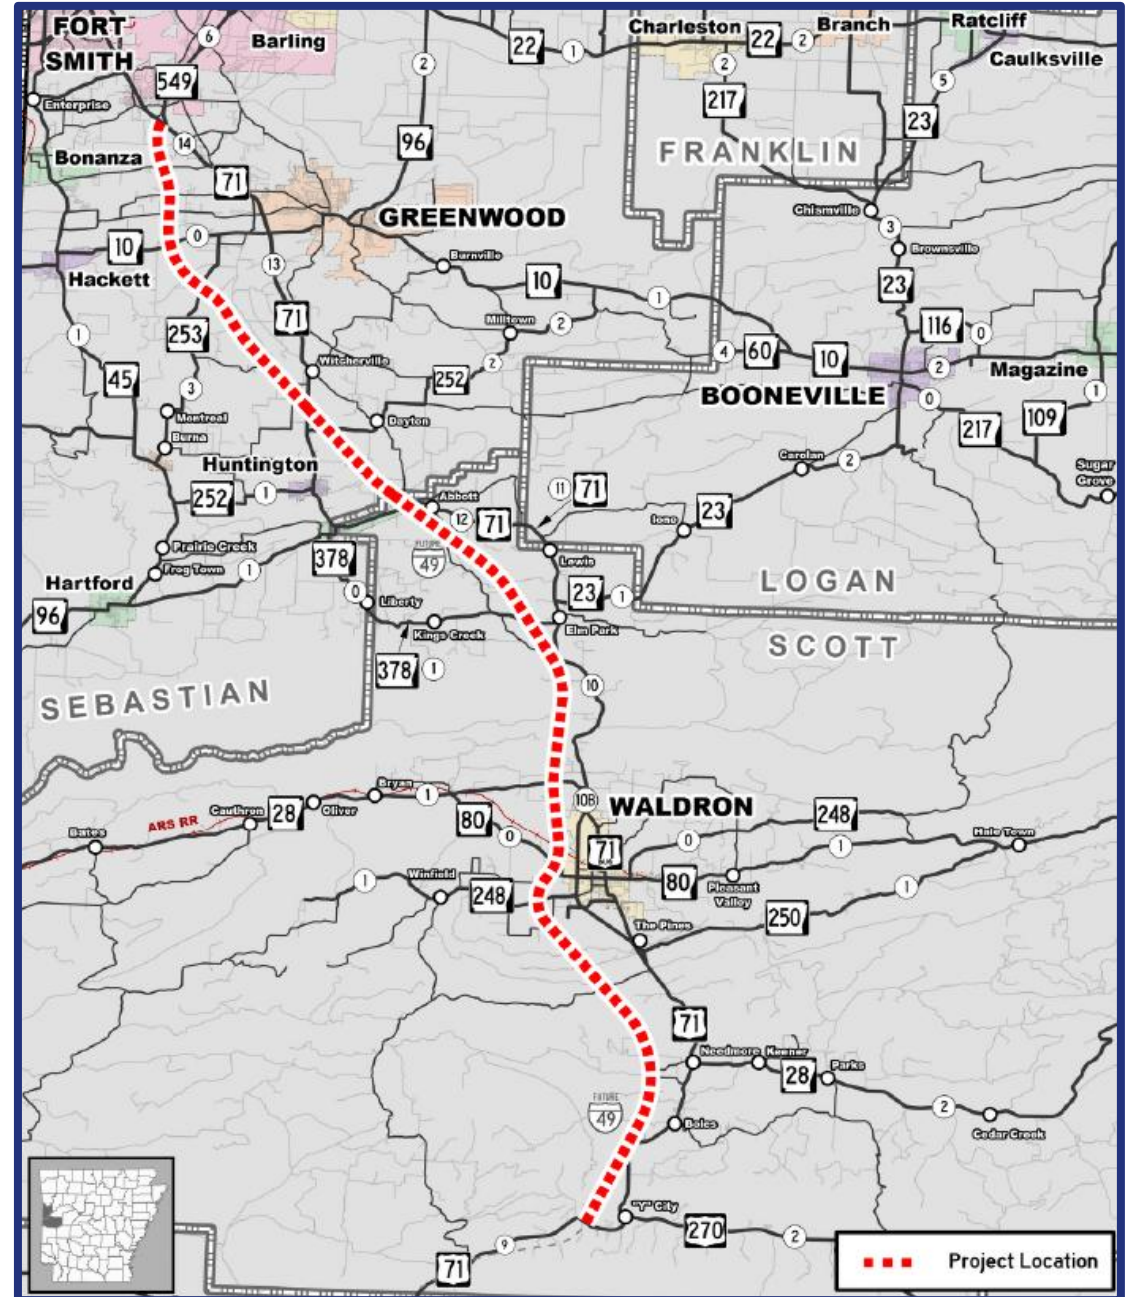 FORT
SMITH
6
Barling
2
22
1
Charleston
22
2
Branch
Ratcliff
Caulksville
549
Enterprise
2
217
5
23
14
96
FRANKLIN
Bonanza
71
GREENWOOD
Chismville
3
Brownsville
10
0
Hackett
13
Burnville
10
1
23
1
253
71
Milltown
2
116
0
4
60
10
2
Magazine
45
Witcherville
252
2
BOONEVILLE
0
1
3
Montreal
Dayton
217
109
Burna
Huntington
Carolan
2
Sugar
Grove
252
1
Abbott
11
71
12
71
Ione
23
Prairie Creek
378
FUTURE
49
Lewis
Frog Town
1
Hartford
0
23
1
LOGAN
96
Liberty
Kings Creek
Elm Park
SCOTT
378
1
10
SEBASTIAN
Bryan
1
10B
WALDRON
Cauthron
28
Oliver
80
248
Bates
ARS RR
0
71
0
Hale Town
1
Winfield
1
248
80
Pleasant
Valley
1
250
The Pines
71
Needmore
Keener
28
Parks
FUTURE
49
2
Boles
Cedar Creek
"Y" City
270
2
9
71
Project Location